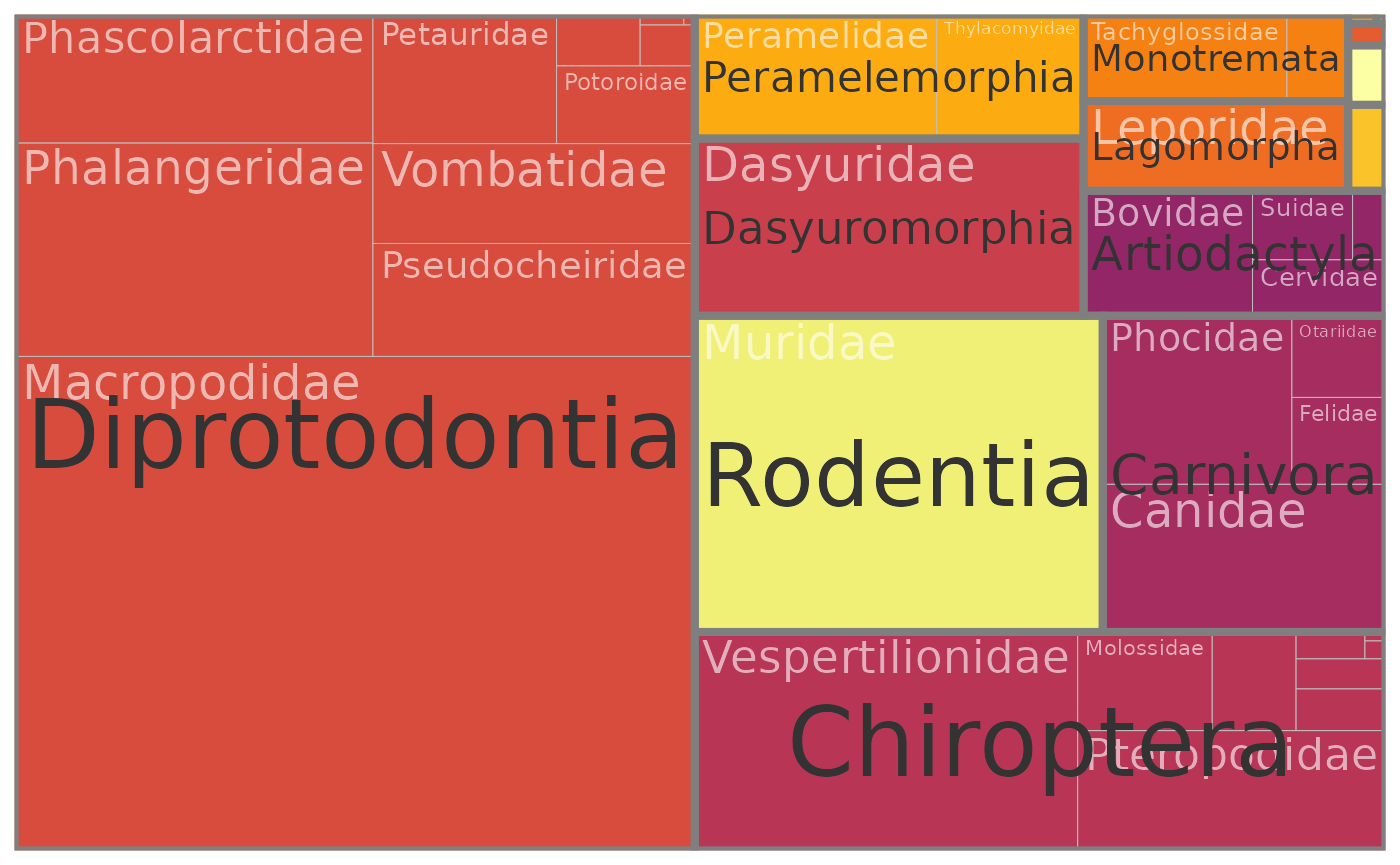 Phascolarctidae
Petauridae
Potoroidae
Phalangeridae
Vombatidae
Pseudocheiridae
Macropodidae
Diprotodontia
Peramelidae
Thylacomyidae
Peramelemorphia
Dasyuridae
Dasyuromorphia
Tachyglossidae
Monotremata
Leporidae
Lagomorpha
Bovidae
Suidae
Artiodactyla
Cervidae
Muridae
Rodentia
Phocidae
Otariidae
Felidae
Carnivora
Canidae
Vespertilionidae
Molossidae
Chiroptera
Pteropodidae